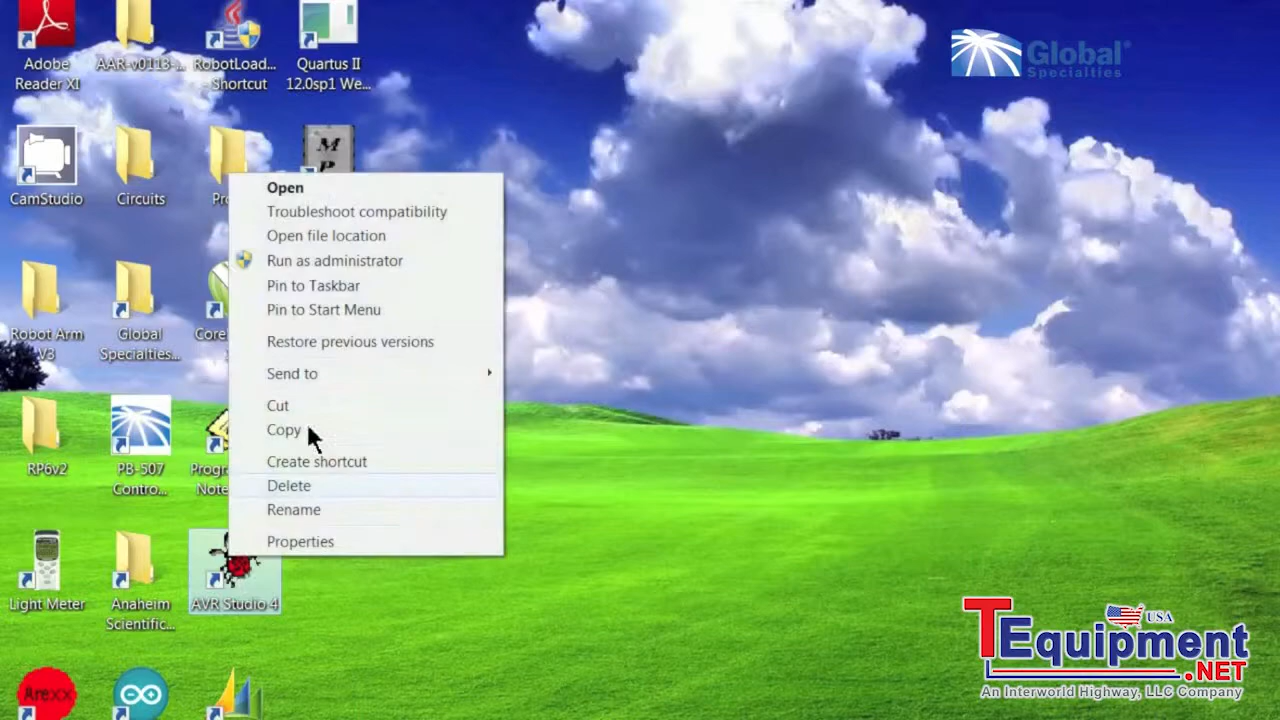 Adobe
Reader XI
AAR-v0113-...
RobotLoad...
Shortcut
Quartus II
12.0sp1 We...
Global
Specialties
CamStudio
Circuits
M
P
Open
Troubleshoot compatibility
Open file location
Run as administrator
Pin to Taskbar
Pin to Start Menu
Restore previous versions
Send to
Cut
Copy
Create shortcut
Delete
Rename
Properties
Robot Arm
V3
Global
Specialties...
RP6v2
PB-507
Contro...
Light Meter
Anaheim
Scientific...
AVR Studio 4
Arexx
TEquipment
USA
.NET
An Interworld Highway, LLC Company